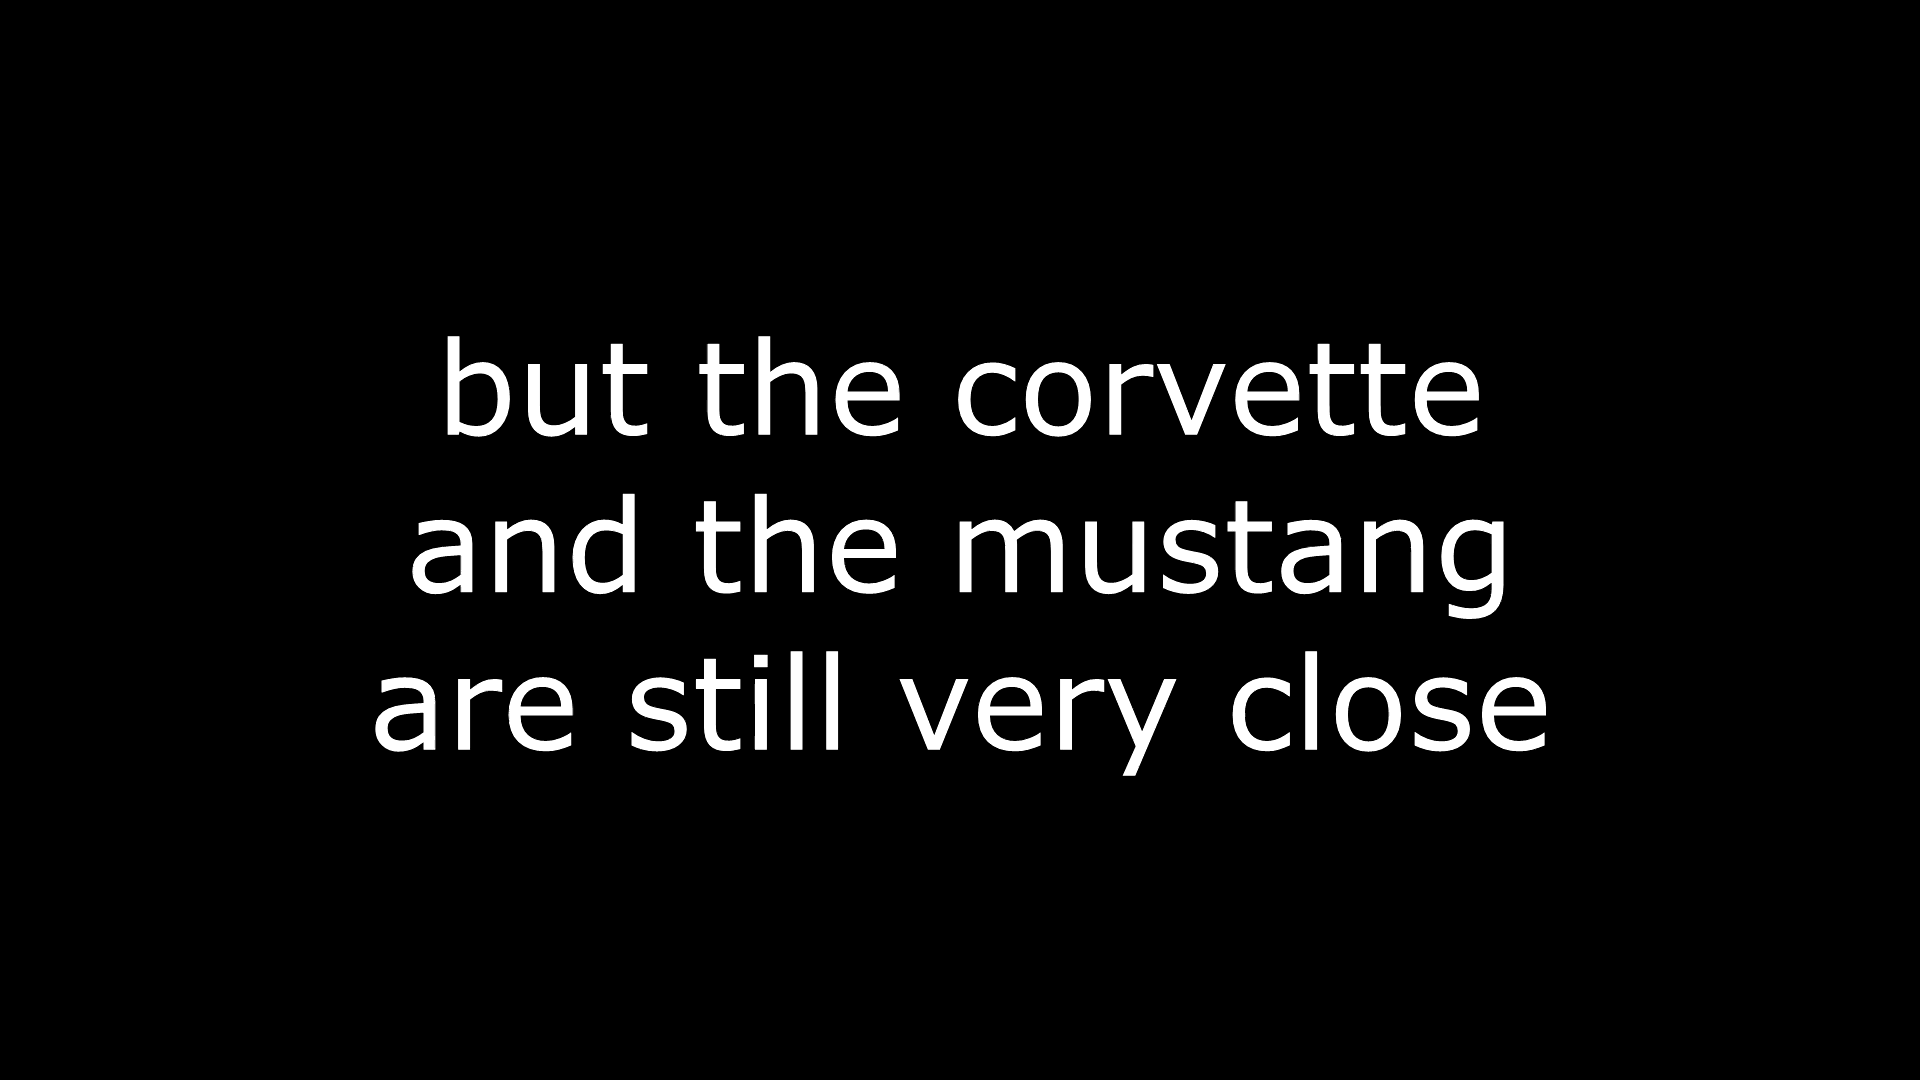 but the corvette
and the mustang
are still very close